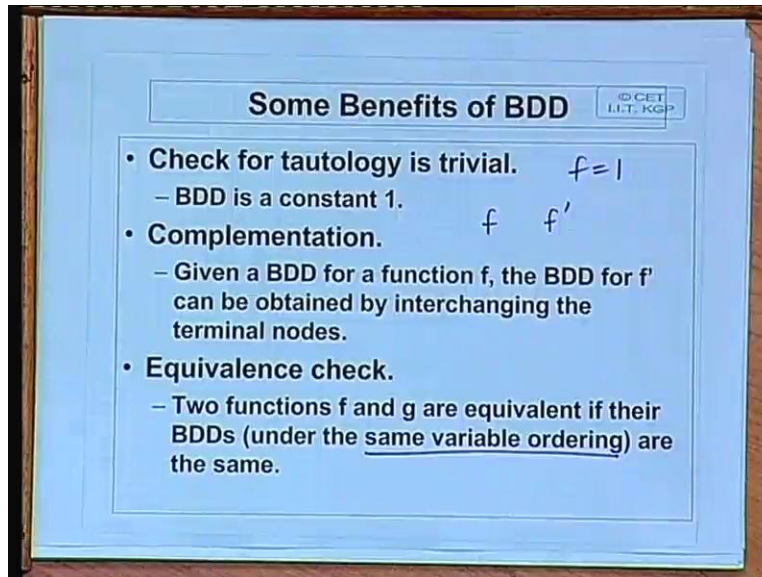 Some Benefits of BDD
© CET
I.I.T. KGP
• Check for tautology is trivial. f=1
– BDD is a constant 1.
f f'
• Complementation.
– Given a BDD for a function f, the BDD for f'
can be obtained by interchanging the
terminal nodes.
• Equivalence check.
– Two functions f and g are equivalent if their
BDDs (under the same variable ordering) are
the same.